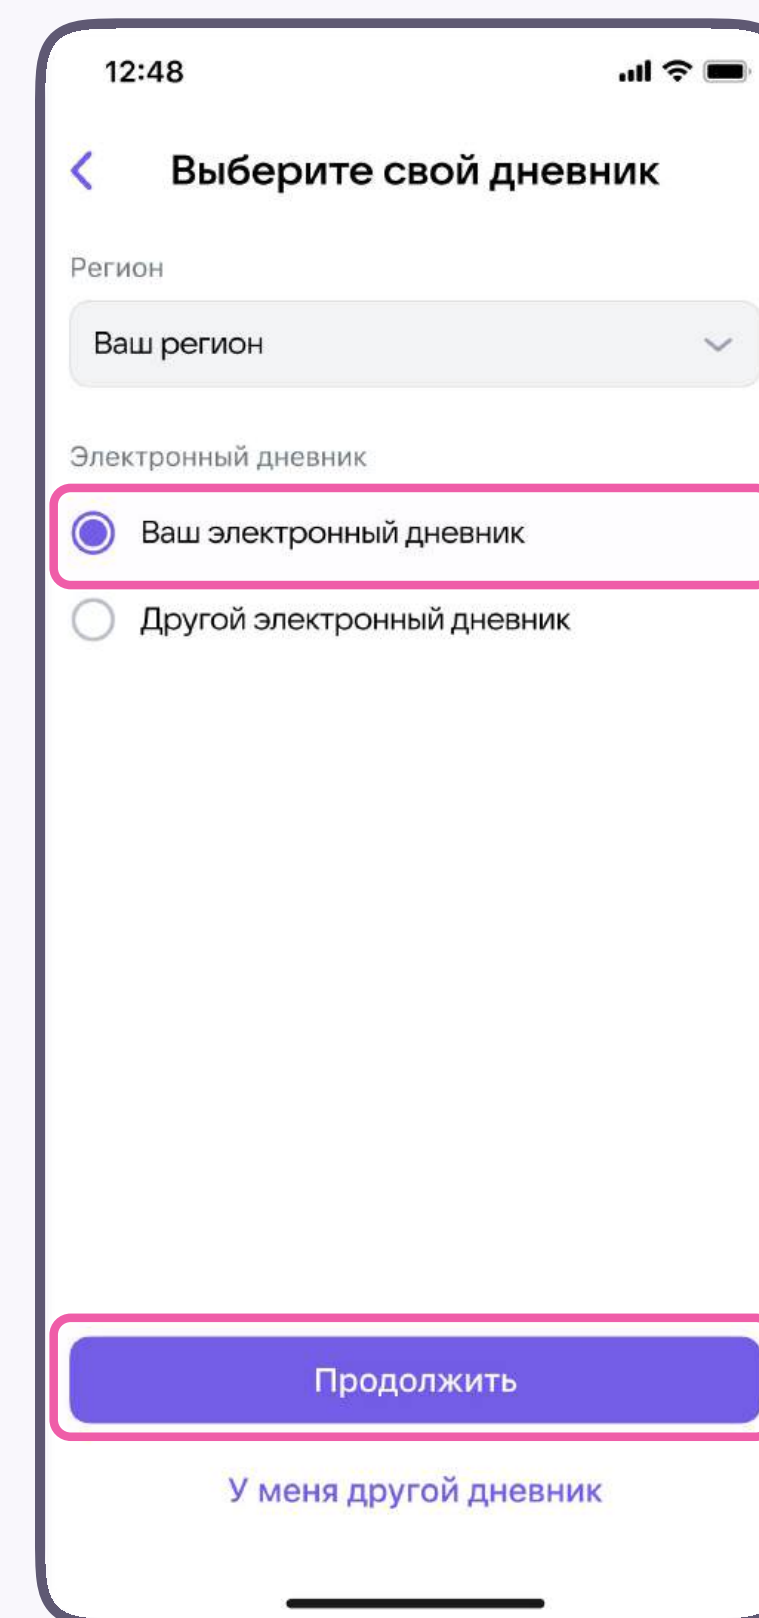 12:48
Выберите свой дневник
Регион
Ваш регион
Электронный дневник
Ваш электронный дневник
Другой электронный дневник
Продолжить
У меня другой дневник